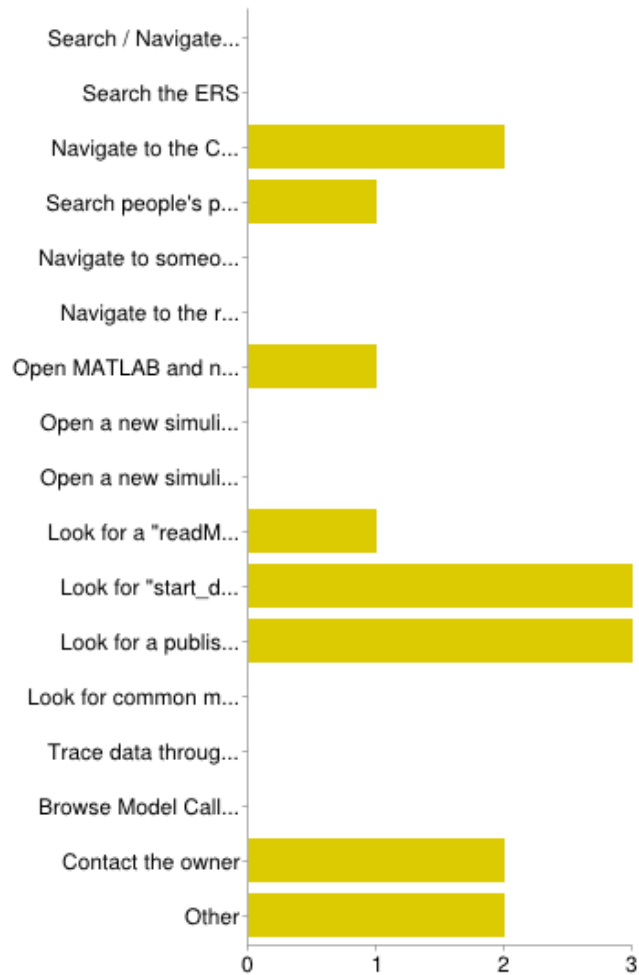 Search / Navigate...
Search the ERS
Navigate to the C...
Search people's p...
Navigate to someo...
Navigate to the r...
Open MATLAB and n...
Open a new simuli...
Open a new simuli...
Look for a "readM...
Look for "start_d...
Look for a publis...
Look for common m...
Trace data throug...
Browse Model Call...
Contact the owner
Other
0 1 2 3